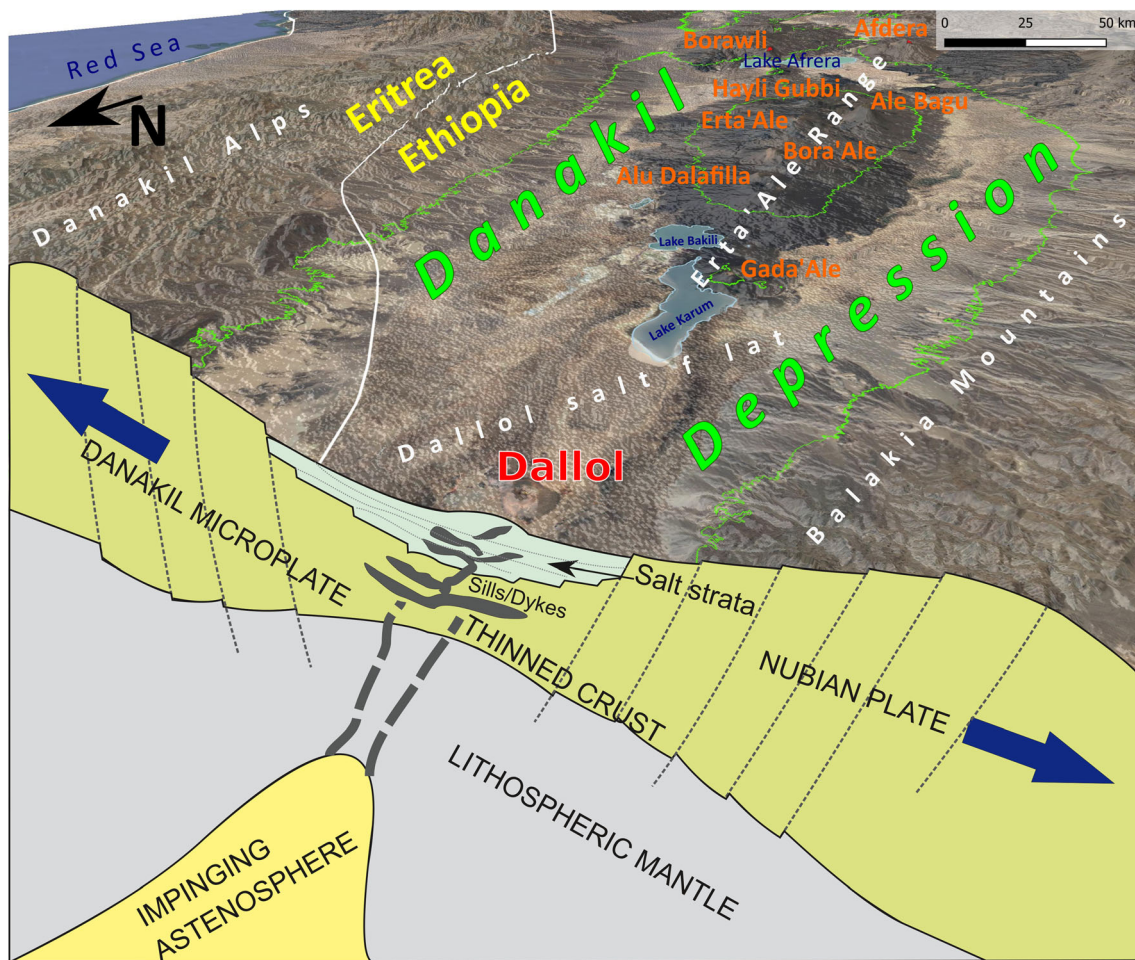 0 25 50 km
Red Sea
N
Danakil Alps
Eritrea
Ethiopia
Borawli
Afdera
Lake Afrera
Hayli Gubbi
Ale Bagu
Erta'Ale
Bora'Ale
Alu Dalafilla
Erta'Ale Range
Danakil
Depression
Lake Bakili
Gada'Ale
Lake Karum
Dallol salt flat
Balakia Mountains
Dallol
DANAKIL MICROPLATE
Sills/Dykes
Salt strata
THINNED CRUST
NUBIAN PLATE
LITHOSPHERIC MANTLE
IMPINGING
ASTENOSPHERE